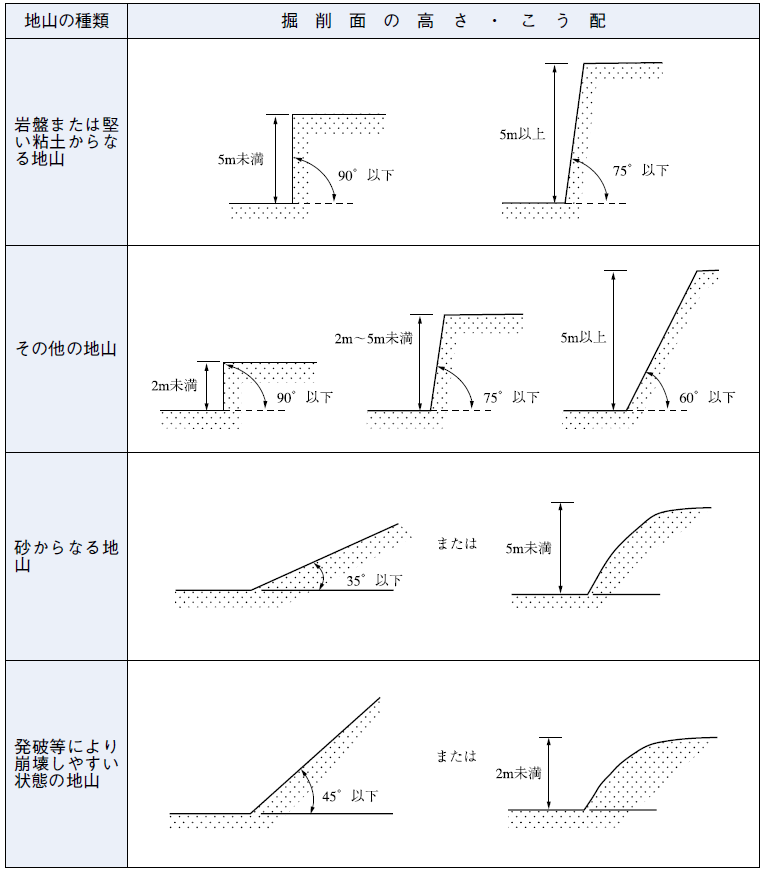 地山の種類
掘削面の高さ・こう配
岩盤または堅
い粘土からな
る地山
5m未満
90°以下
5m以上
75°以下
その他の地山
2m未満
90°以下
2m～5m未満
75°以下
5m以上
60°以下
砂からなる地
山
35°以下
または
5m未満
発破等により
崩壊しやすい
状態の地山
45°以下
または
2m未満